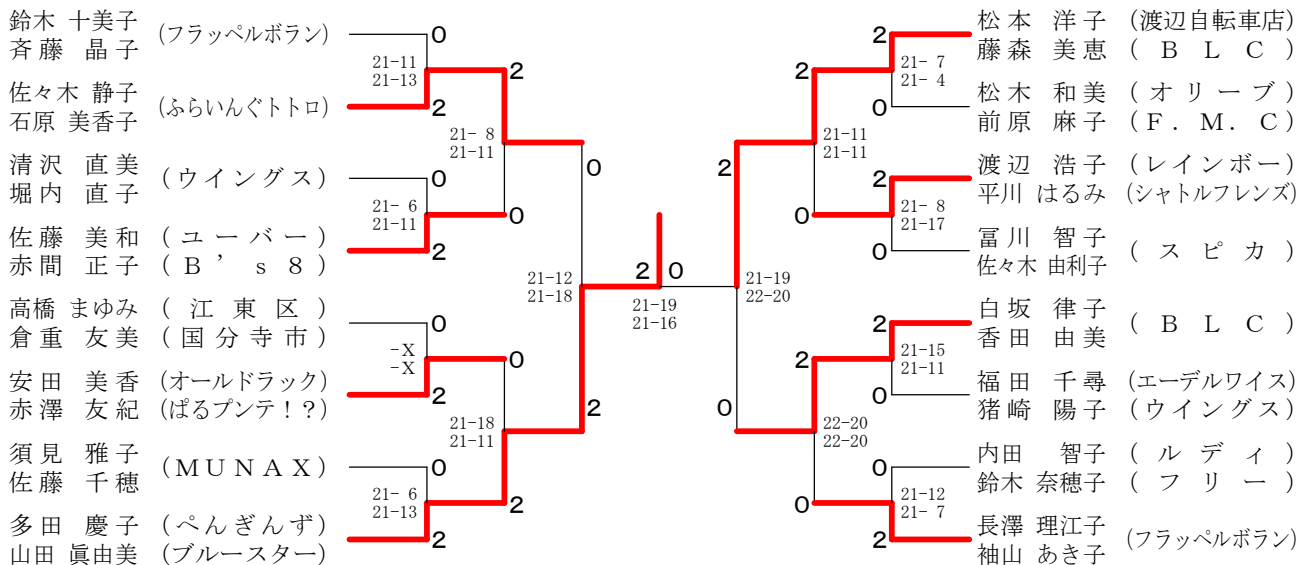 鈴木 十美子 (フラッペルボラン) 0
斉藤 晶子
21-11
21-13
2
佐々木 静子 (ふらいんぐトトロ) 2
石原 美香子
21- 8
21-11
0
清沢 直美 (ウイングス) 0
堀内 直子
21- 6
21-11
0
佐藤 美和 (ユーバー) 2
赤間 正子 (B's8)
21-12
21-18
高橋 まゆみ (江東区) 0
倉重 友美 (国分寺市)
-X
-X
0
安田 美香 (オールドラック) 2
赤澤 友紀 (ぱるプンテ!?)
21-18
21-11
2
須見 雅子 (MUNAX) 0
佐藤 千穂
21- 6
21-13
2
多田 慶子 (ぺんぎんず) 2
山田 眞由美 (ブルースター)
2 0
21-19
21-16
2 松本 洋子 (渡辺自転車店)
藤森 美恵 (BLC)
2
21- 7
21- 4
0 松木 和美 (オリーブ)
前原 麻子 (F.M.C)
2
21-11
21-11
2 渡辺 浩子 (レインボー)
平川 はるみ (シャトルフレンズ)
0
21- 8
21-17
0 冨川 智子 (スピカ)
佐々木 由利子
21-19
22-20
2 白坂 律子 (BLC)
香田 由美
2
21-15
21-11
0 福田 千尋 (エーデルワイス)
猪崎 陽子 (ウイングス)
0
22-20
22-20
0 内田 智子 (ルディ)
鈴木 奈穂子 (フリー)
0
21-12
21- 7
2 長澤 理江子 (フラッペルボラン)
袖山 あき子